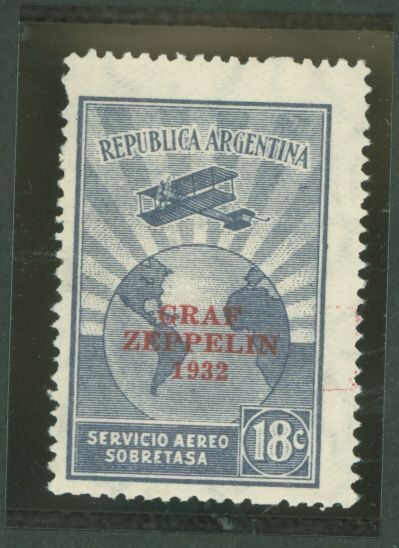 REPUBLICA ARGENTINA
GRAF
ZEPPELIN
1932
SERVICIO AEREO
SOBRETASA
18c